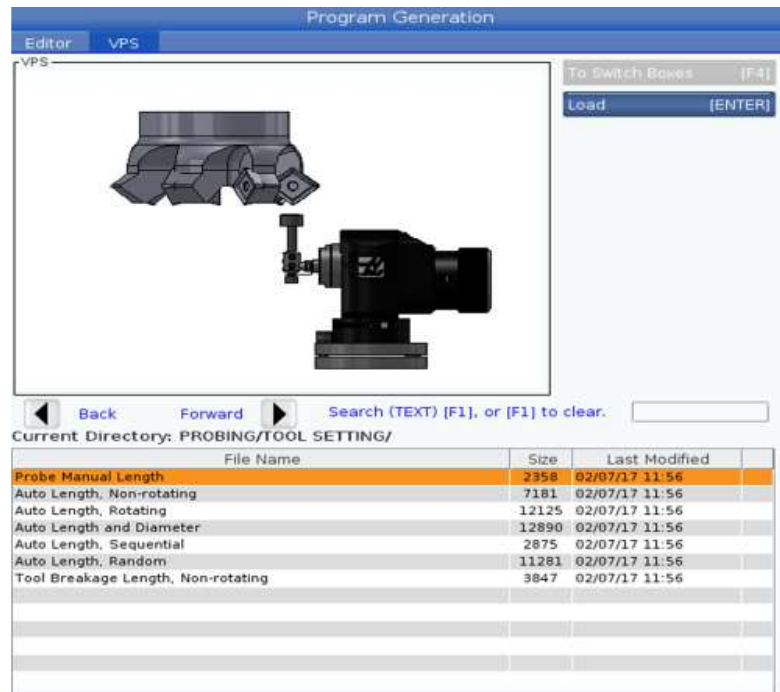 Program Generation
Editor VPS
VPS
To Switch Boxes [F4]
Load [ENTER]
Back Forward Search (TEXT) [F1], or [F1] to clear.
Current Directory: PROBING/TOOL SETTING/
File Name Size Last Modified
Probe Manual Length 2358 02/07/17 11:56
Auto Length, Non-rotating 7181 02/07/17 11:56
Auto Length, Rotating 12125 02/07/17 11:56
Auto Length and Diameter 12890 02/07/17 11:56
Auto Length, Sequential 2875 02/07/17 11:56
Auto Length, Random 11281 02/07/17 11:56
Tool Breakage Length, Non-rotating 3847 02/07/17 11:56